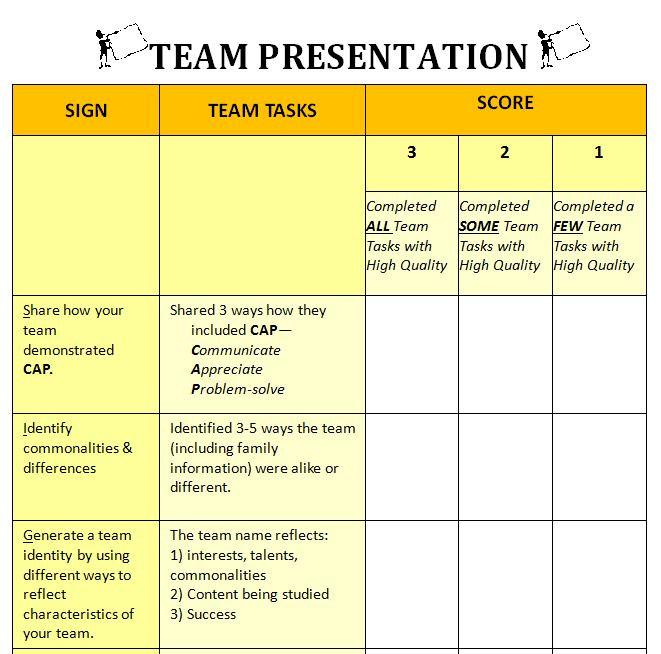 TEAM PRESENTATION
SIGN
TEAM TASKS
SCORE
3
2
1
Completed
ALL Team
Tasks with
High Quality
Completed
SOME Team
Tasks with
High Quality
Completed a
FEW Team
Tasks with
High Quality
Share how your
team
demonstrated
CAP.
Shared 3 ways how they
included CAP—
Communicate
Appreciate
Problem-solve
Identify
commonalities &
differences
Identified 3-5 ways the team
(including family
information) were alike or
different.
Generate a team
identity by using
different ways to
reflect
characteristics of
your team.
The team name reflects:
1) interests, talents,
commonalities
2) Content being studied
3) Success